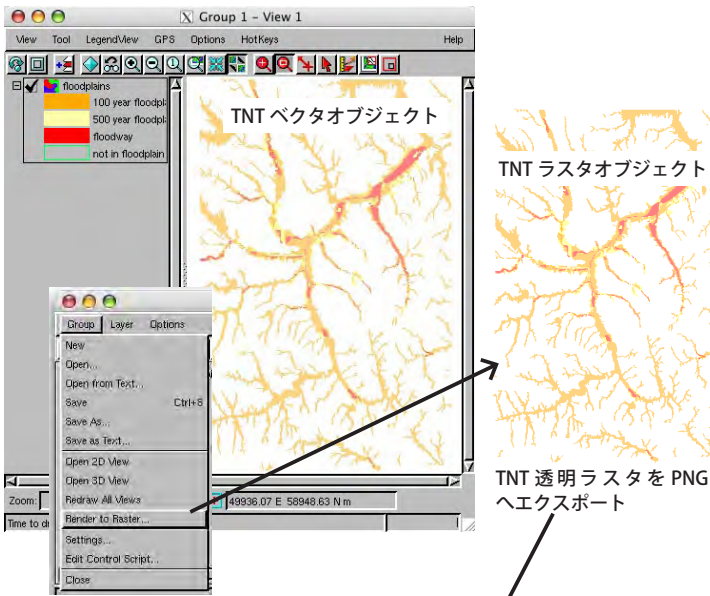 Group 1 - View 1
View Tool LegendView GPS Options HotKeys Help
floodplains
100 year floodpl
500 year floodpl
floodway
not in floodplain
TNT ベクタオブジェクト
TNT ラスタオブジェクト
Group Layer Options
New
Open...
Open from Text...
Save Ctrl+S
Save As...
Save as Text...
Open 2D View
Open 3D View
Redraw All Views
Render to Raster...
Settings...
Edit Control Script...
Close
Zoom:
49936.07 E 58948.63 N m
Time to
TNT 透明ラスタを PNG
へエクスポート